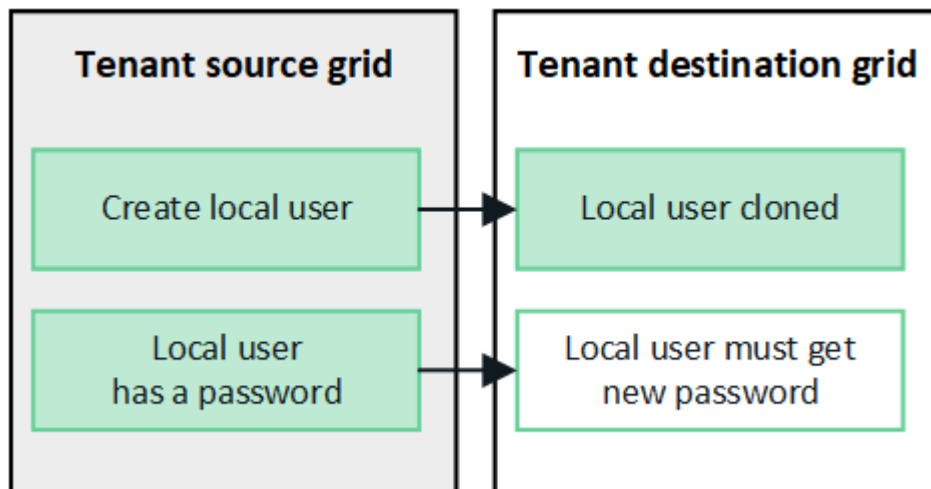 Tenant source grid
Create local user
Local user
has a password
Tenant destination grid
Local user cloned
Local user must get
new password